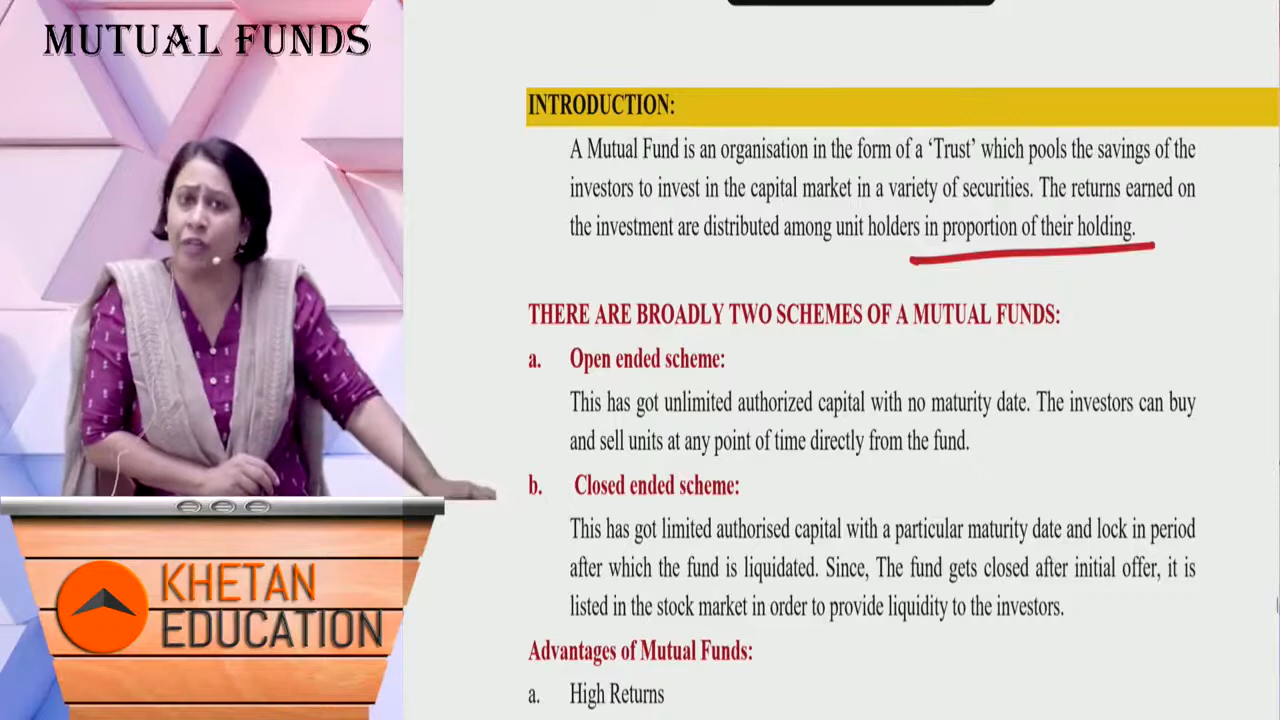 MUTUAL FUNDS
INTRODUCTION:
A Mutual Fund is an organisation in the form of a ‘Trust’ which pools the savings of the
investors to invest in the capital market in a variety of securities. The returns earned on
the investment are distributed among unit holders in proportion of their holding.
THERE ARE BROADLY TWO SCHEMES OF A MUTUAL FUNDS:
a. Open ended scheme:
This has got unlimited authorized capital with no maturity date. The investors can buy
and sell units at any point of time directly from the fund.
b. Closed ended scheme:
This has got limited authorised capital with a particular maturity date and lock in period
after which the fund is liquidated. Since, The fund gets closed after initial offer, it is
listed in the stock market in order to provide liquidity to the investors.
Advantages of Mutual Funds:
a. High Returns
KHETAN
EDUCATION